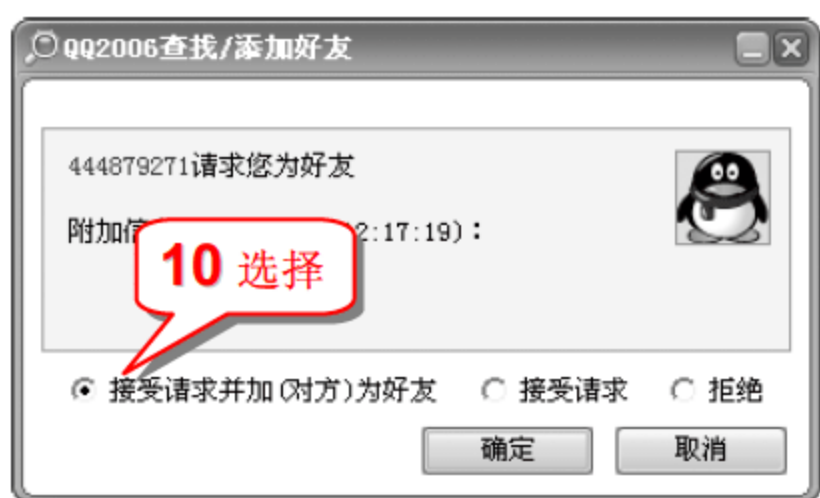 QQ2006查找/添加好友
444879271请求您为好友
附加信 2:17:19):
10 选择
接受请求并加(对方)为好友 接受请求 拒绝
确定 取消